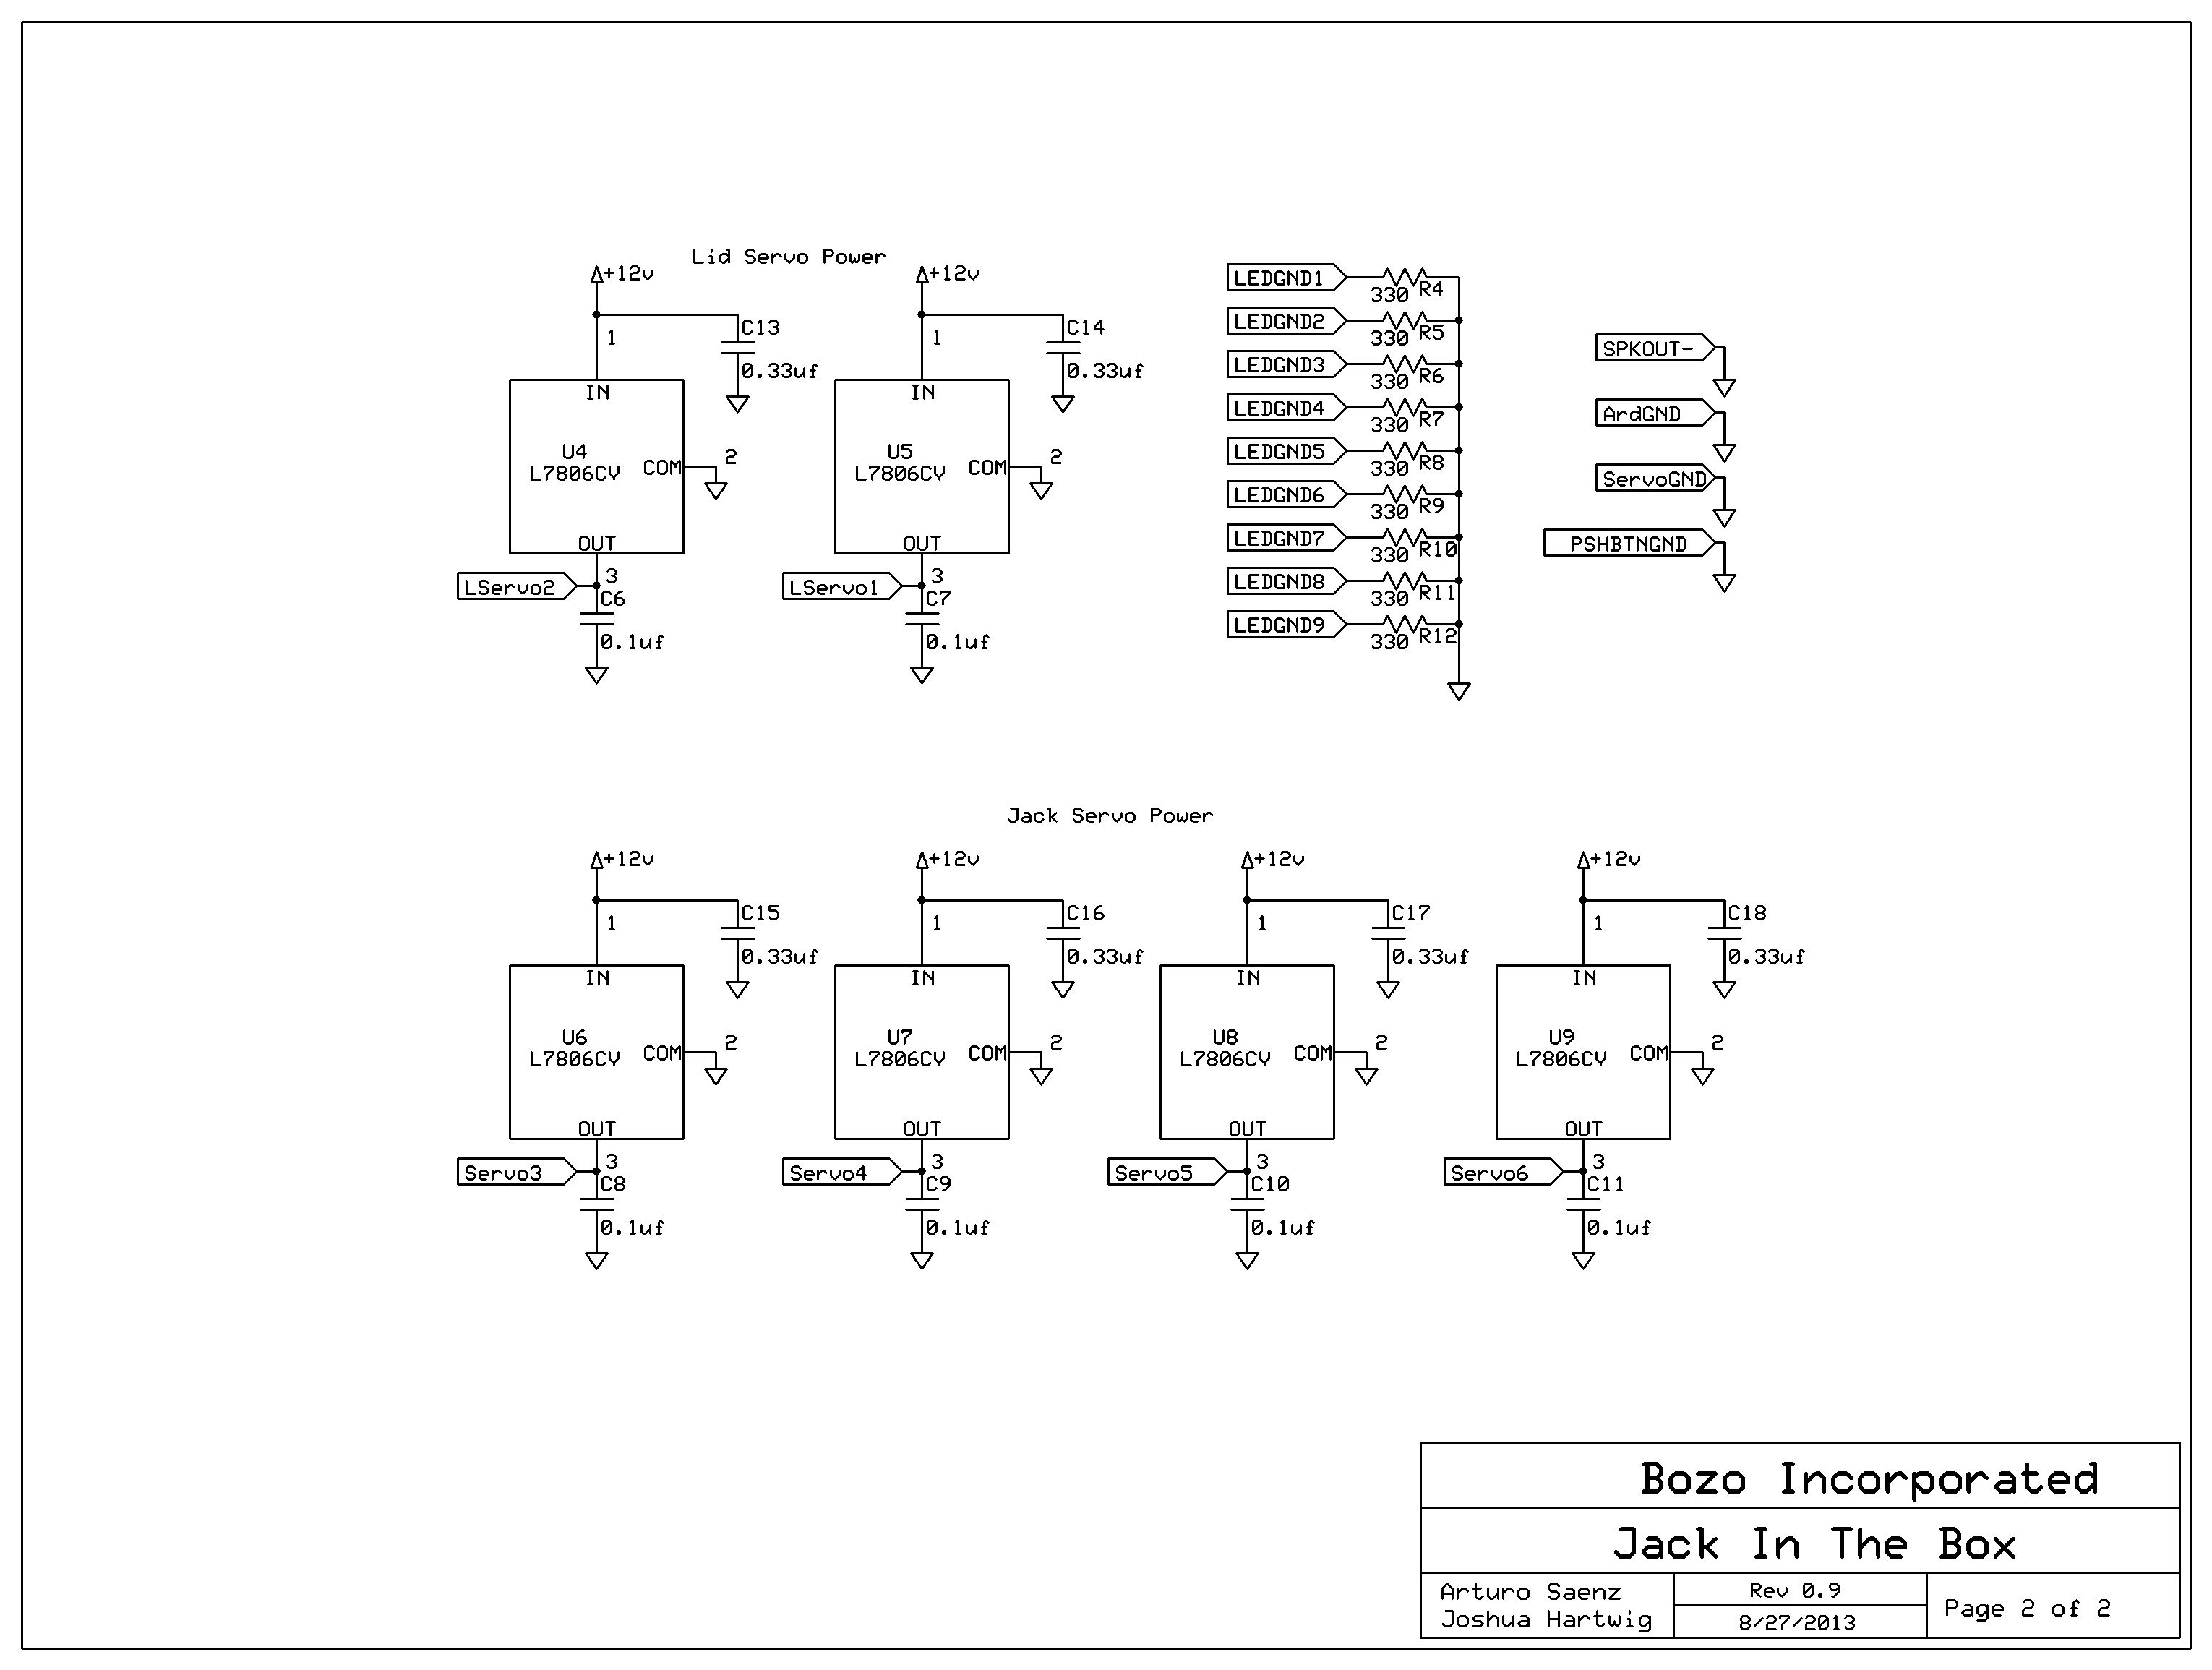 Lid Servo Power
+12v
+12v
1
C13
0.33uf
1
C14
0.33uf
IN
U4
L7806CV
COM
2
OUT
IN
U5
L7806CV
COM
2
OUT
LServo2
3
C6
0.1uf
LServo1
3
C7
0.1uf
LEDGND1
330 R4
LEDGND2
330 R5
LEDGND3
330 R6
LEDGND4
330 R7
LEDGND5
330 R8
LEDGND6
330 R9
LEDGND7
330 R10
LEDGND8
330 R11
LEDGND9
330 R12
SPKOUT-
ArdGND
ServoGND
PSHBTNGND
Jack Servo Power
+12v
+12v
+12v
+12v
1
C15
0.33uf
1
C16
0.33uf
1
C17
0.33uf
1
C18
0.33uf
IN
U6
L7806CV
COM
2
OUT
IN
U7
L7806CV
COM
2
OUT
IN
U8
L7806CV
COM
2
OUT
IN
U9
L7806CV
COM
2
OUT
Servo3
3
C8
0.1uf
Servo4
3
C9
0.1uf
Servo5
3
C10
0.1uf
Servo6
3
C11
0.1uf
Bozo Incorporated
Jack In The Box
Arturo Saenz
Joshua Hartwig
Rev 0.9
8/27/2013
Page 2 of 2